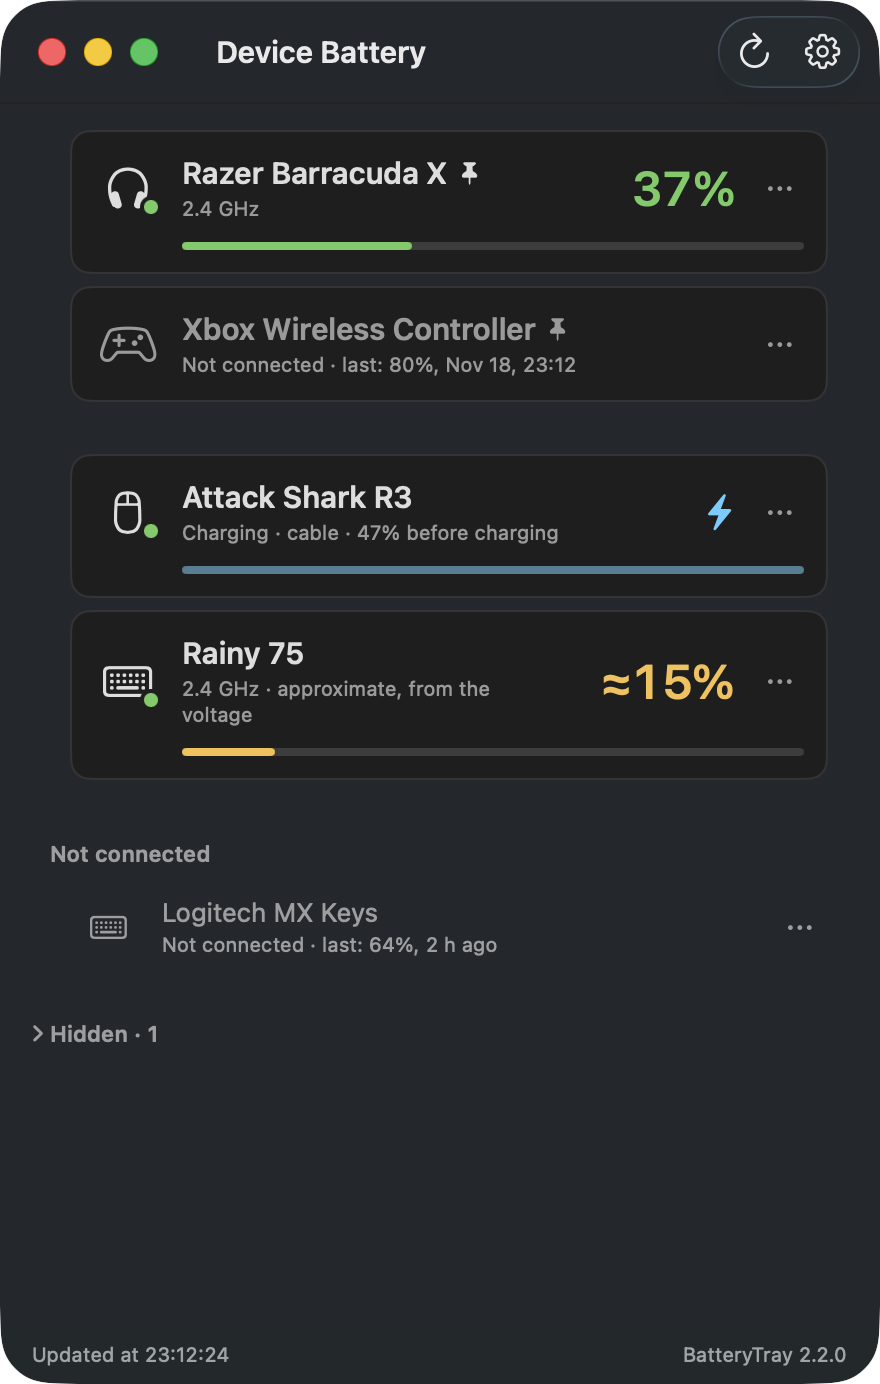 Device Battery
Razer Barracuda X
37%
2.4 GHz
Xbox Wireless Controller
Not connected · last: 80%, Nov 18, 23:12
Attack Shark R3
Charging · cable · 47% before charging
Rainy 75
2.4 GHz · approximate, from the
voltage
≈15%
Not connected
Logitech MX Keys
Not connected · last: 64%, 2 h ago
Hidden · 1
Updated at 23:12:24
BatteryTray 2.2.0